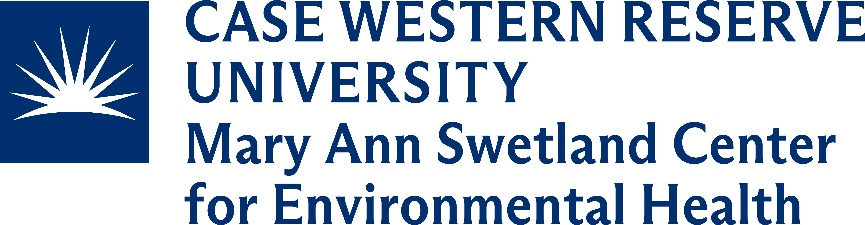 CASE WESTERN RESERVE
UNIVERSITY
Mary Ann Swetland Center
for Environmental Health